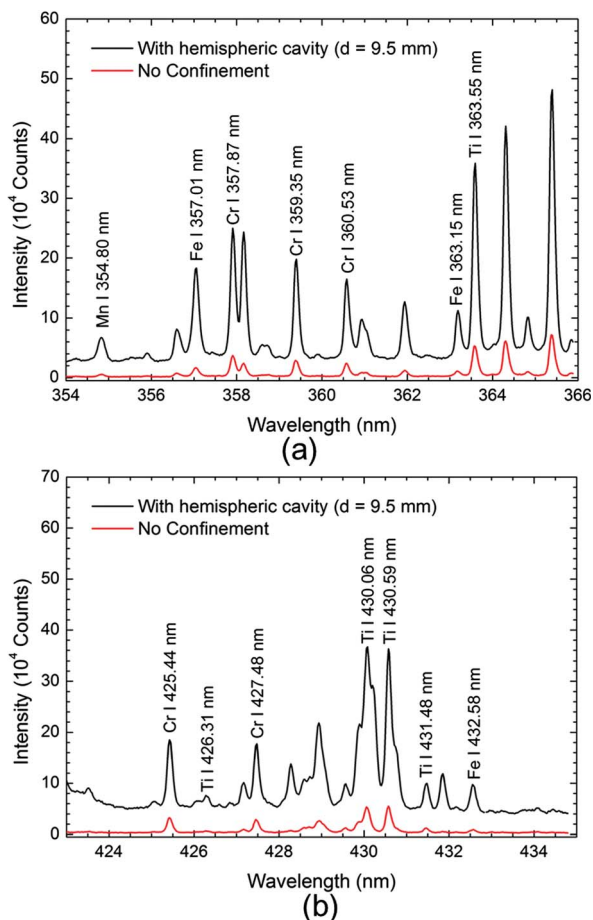 60
50
40
30
20
10
0
Intensity (10⁴ Counts)
With hemispheric cavity (d = 9.5 mm)
No Confinement
Mn I 354.80 nm
Fe I 357.01 nm
Cr I 357.87 nm
Cr I 359.35 nm
Cr I 360.53 nm
Fe I 363.15 nm
Ti I 363.55 nm
354 356 358 360 362 364 366
Wavelength (nm)
(a)
70
60
50
40
30
20
10
0
Intensity (10⁴ Counts)
With hemispheric cavity (d = 9.5 mm)
No Confinement
Cr I 425.44 nm
Ti I 426.31 nm
Cr I 427.48 nm
Ti I 430.06 nm
Ti I 430.59 nm
Ti I 431.48 nm
Fe I 432.58 nm
424 426 428 430 432 434
Wavelength (nm)
(b)